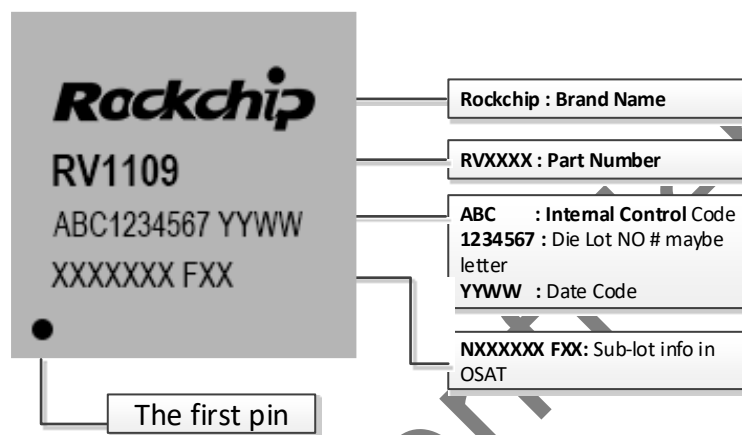 Rockchip
RV1109
ABC1234567 YYWW
XXXXXXX FXX
The first pin
Rockchip : Brand Name
RVXXXX : Part Number
ABC : Internal Control Code
1234567 : Die Lot NO # maybe
letter
YYWW : Date Code
NXXXXXX FXX: Sub-lot info in
OSAT